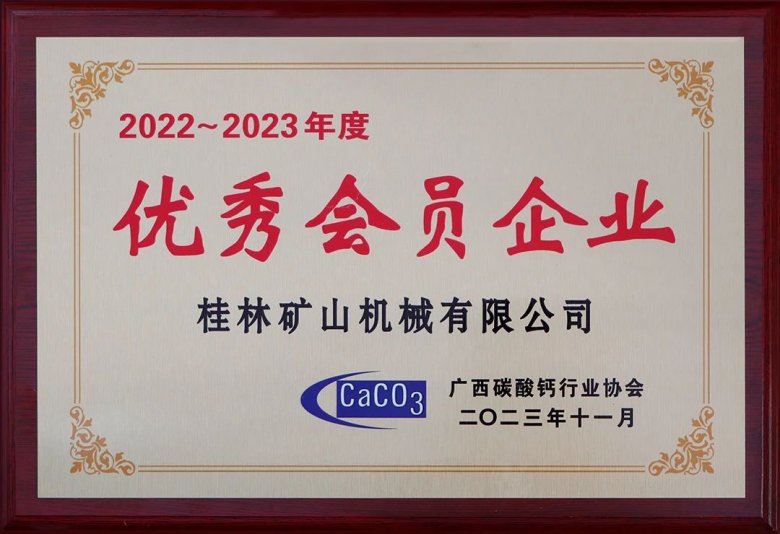 2022~2023年度
优秀会员企业
桂林矿山机械有限公司
CaCO3
广西碳酸钙行业协会
二〇二三年十一月